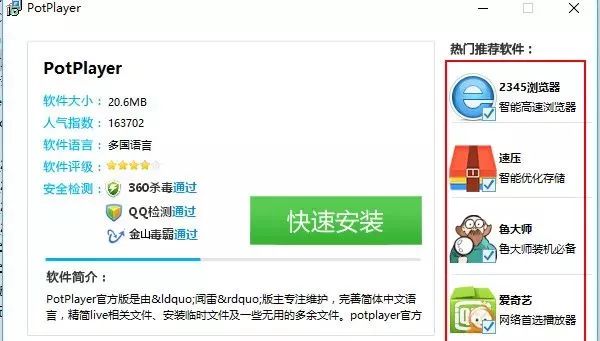 PotPlayer
PotPlayer
软件大小： 20.6MB
人气指数： 163702
软件语言： 多国语言
软件评级：
安全检测： 360杀毒通过
QQ检测通过
金山毒霸通过
快速安装
软件简介：
PotPlayer官方版是由&ldquo;闻雷&rdquo;版主专注维护，完善简体中文语
言，精简live相关文件、安装临时文件及一些无用的多余文件。potplayer官方
热门推荐软件：
2345浏览器
智能高速浏览器
速压
智能优化存储
鲁大师
鲁大师装机必备
爱奇艺
网络首选播放器